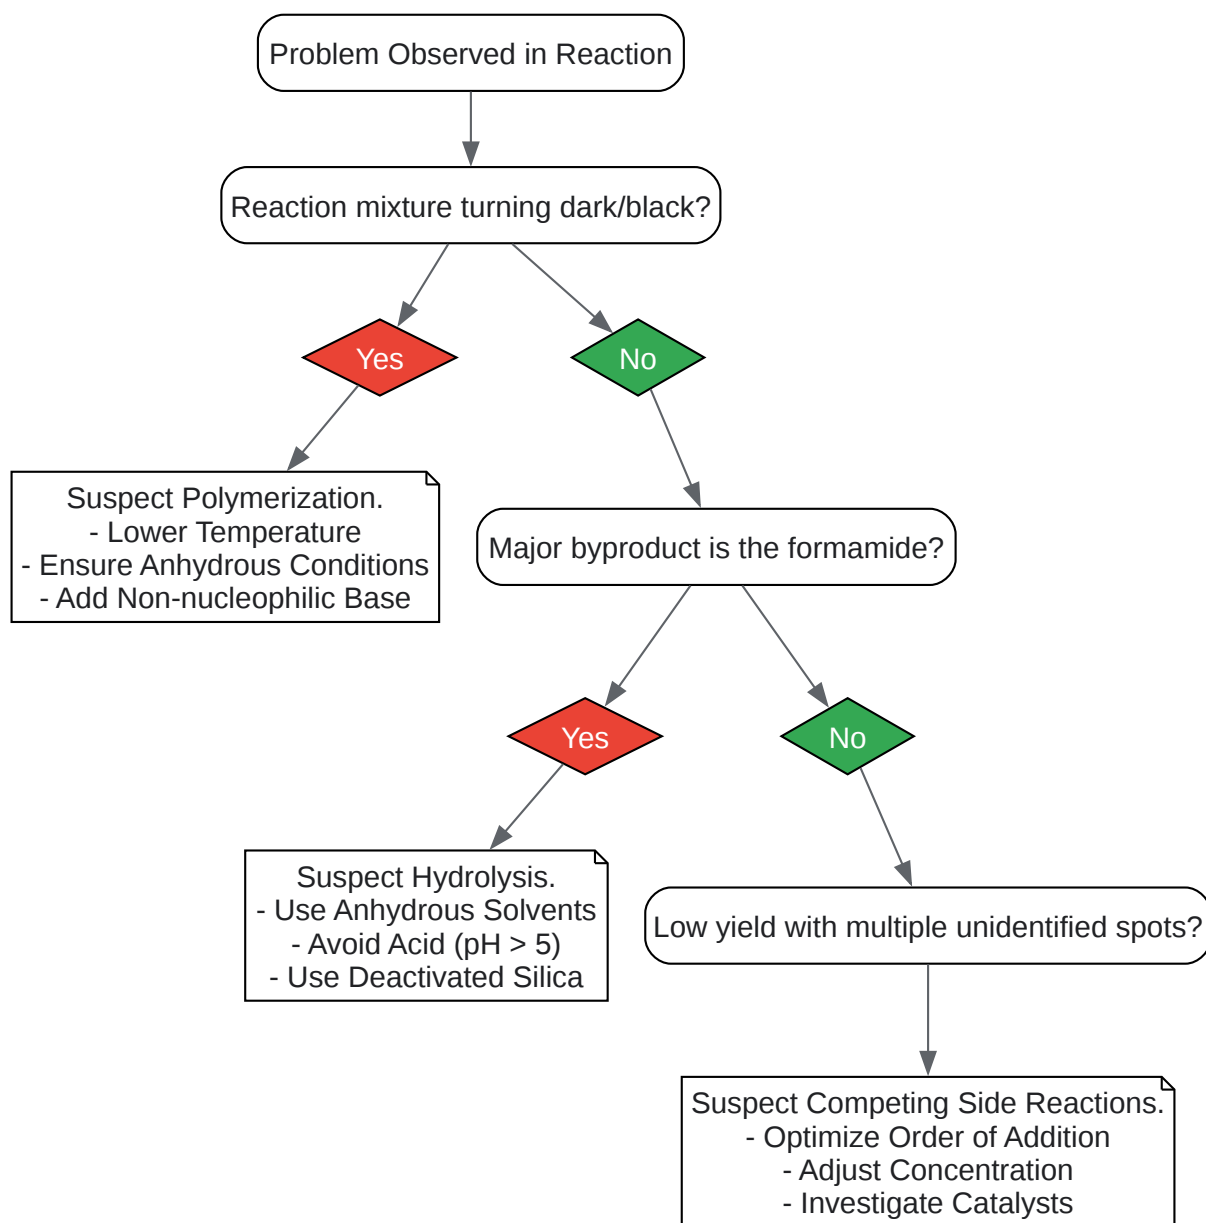 Problem Observed in Reaction
Reaction mixture turning dark/black?
Yes
No
Suspect Polymerization.
- Lower Temperature
- Ensure Anhydrous Conditions
- Add Non-nucleophilic Base
Major byproduct is the formamide?
Yes
No
Suspect Hydrolysis.
- Use Anhydrous Solvents
- Avoid Acid (pH > 5)
- Use Deactivated Silica
Low yield with multiple unidentified spots?
Suspect Competing Side Reactions.
- Optimize Order of Addition
- Adjust Concentration
- Investigate Catalysts